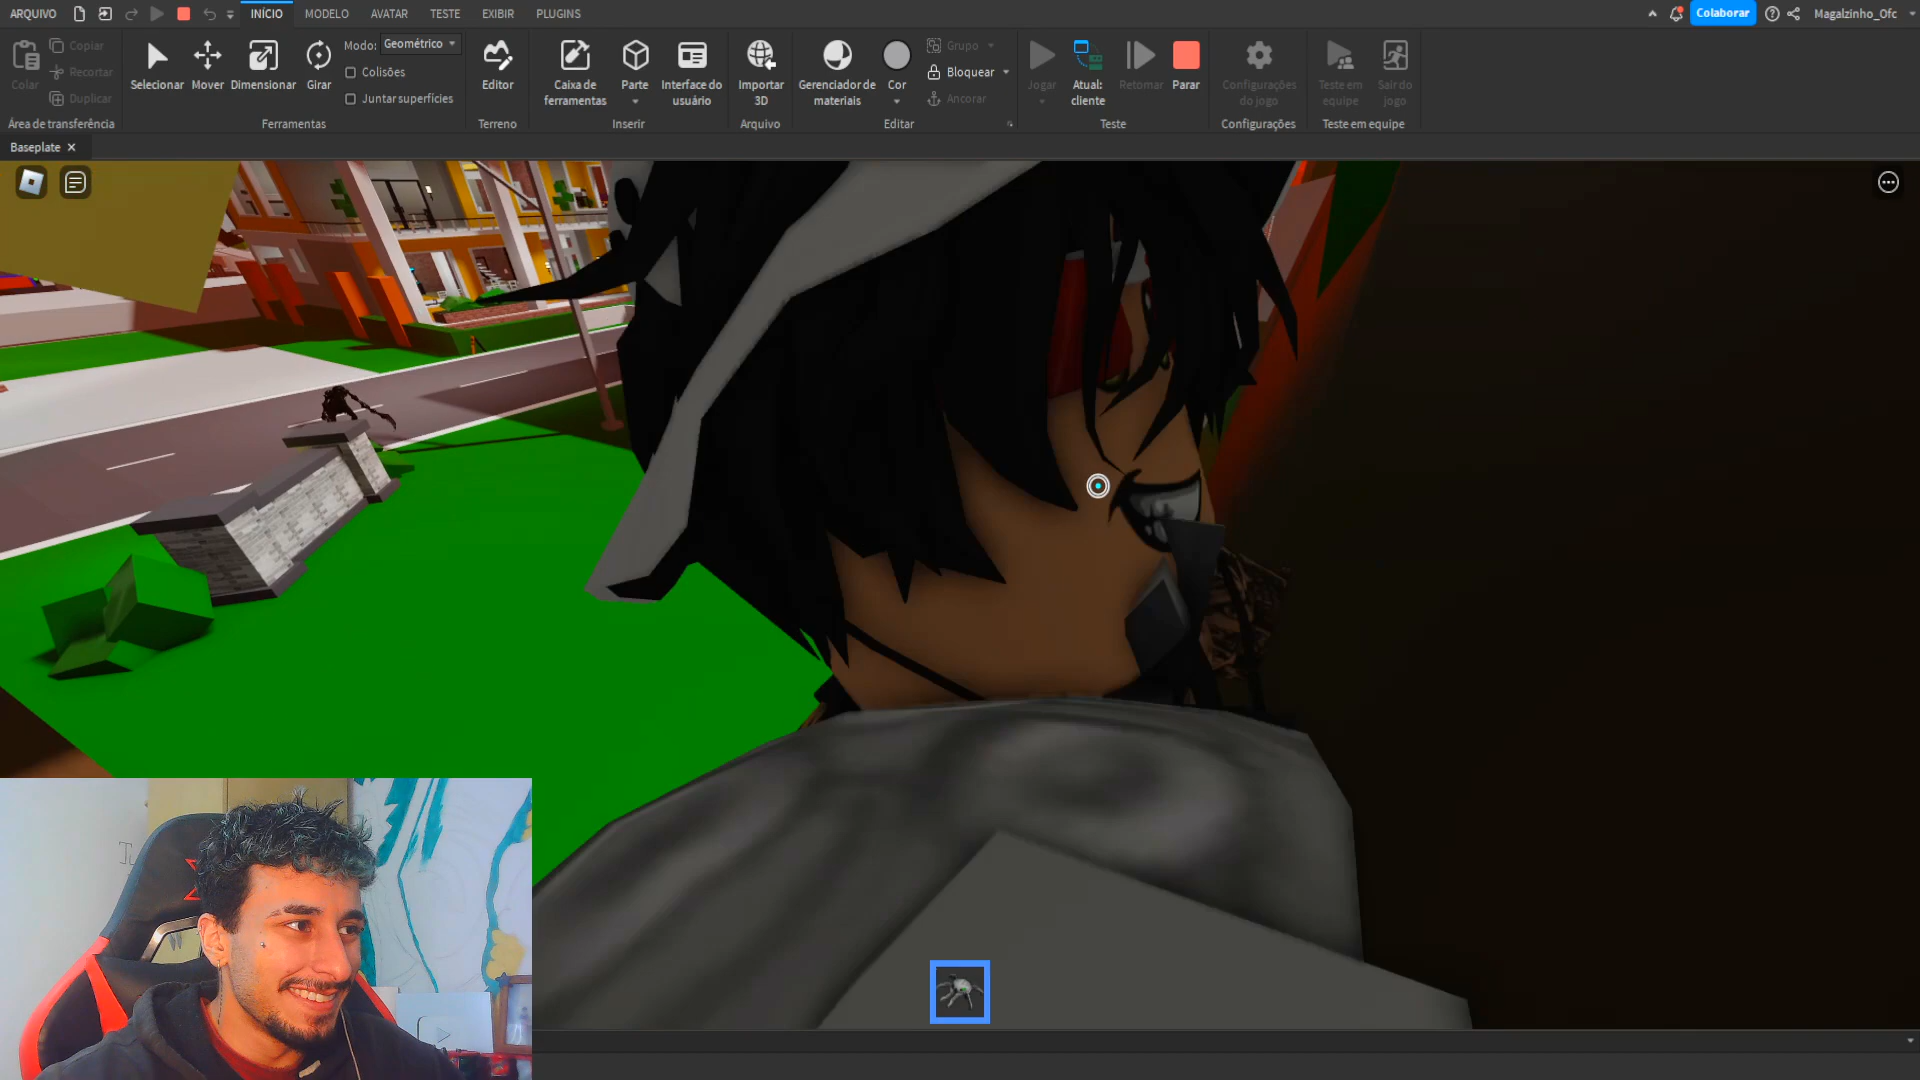 ARQUIVO INÍCIO MODELO AVATAR TESTE EXIBIR PLUGINS Colaborar Magalzinho_Ofc
Colar
Copiar
Recortar
Duplicar
Área de transferência
Selecionar
Mover
Dimensionar
Girar
Modo: Geométrico
Colisões
Juntar superfícies
Ferramentas
Editor
Terreno
Caixa de
ferramentas
Parte
Interface do
usuário
Inserir
Importar
3D
Arquivo
Gerenciador de
materiais
Cor
Grupo
Bloquear
Ancorar
Editar
Jogar
Atual:
cliente
Retomar
Parar
Teste
Configurações
do jogo
Configurações
Teste em
equipe
Sair do
jogo
Teste em equipe
Baseplate